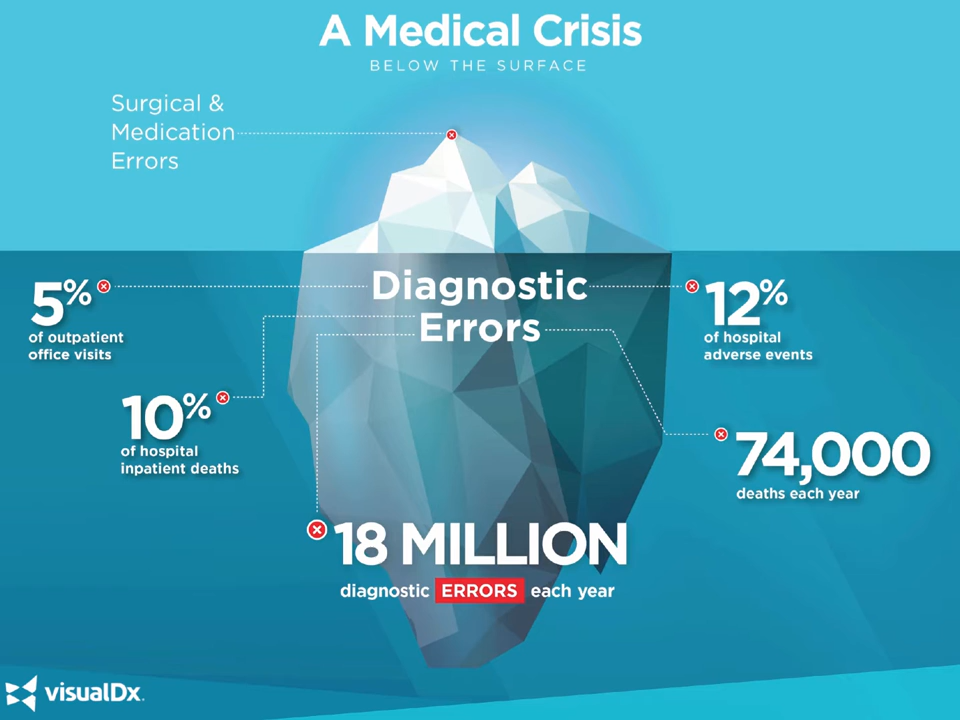 A Medical Crisis
BELOW THE SURFACE
Surgical &
Medication
Errors
Diagnostic
Errors
5%
of outpatient
office visits
12%
of hospital
adverse events
10%
of hospital
inpatient deaths
74,000
deaths each year
18 MILLION
diagnostic ERRORS each year
visualDx.